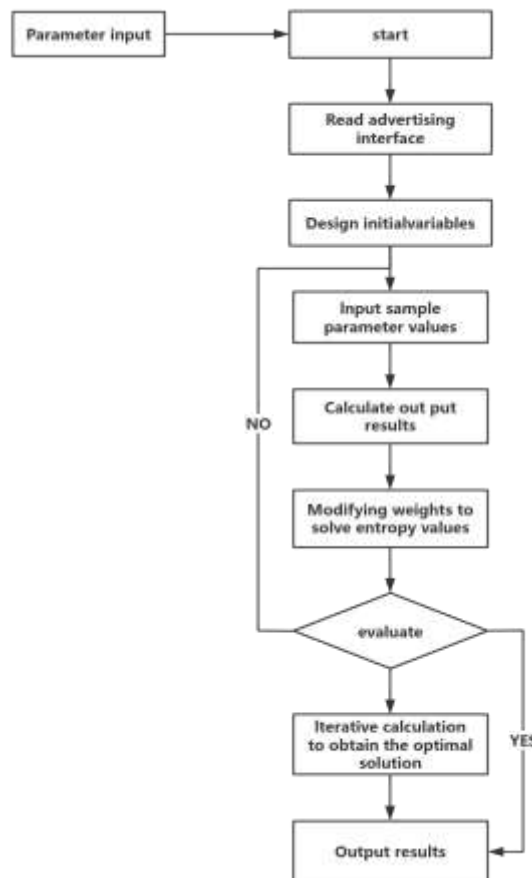 Parameter input
start
Read advertising
interface
Design initialvariables
Input sample
parameter values
Calculate out put
results
NO
Modifying weights to
solve entropy values
evaluate
Iterative calculation
to obtain the optimal
solution
YES
Output results